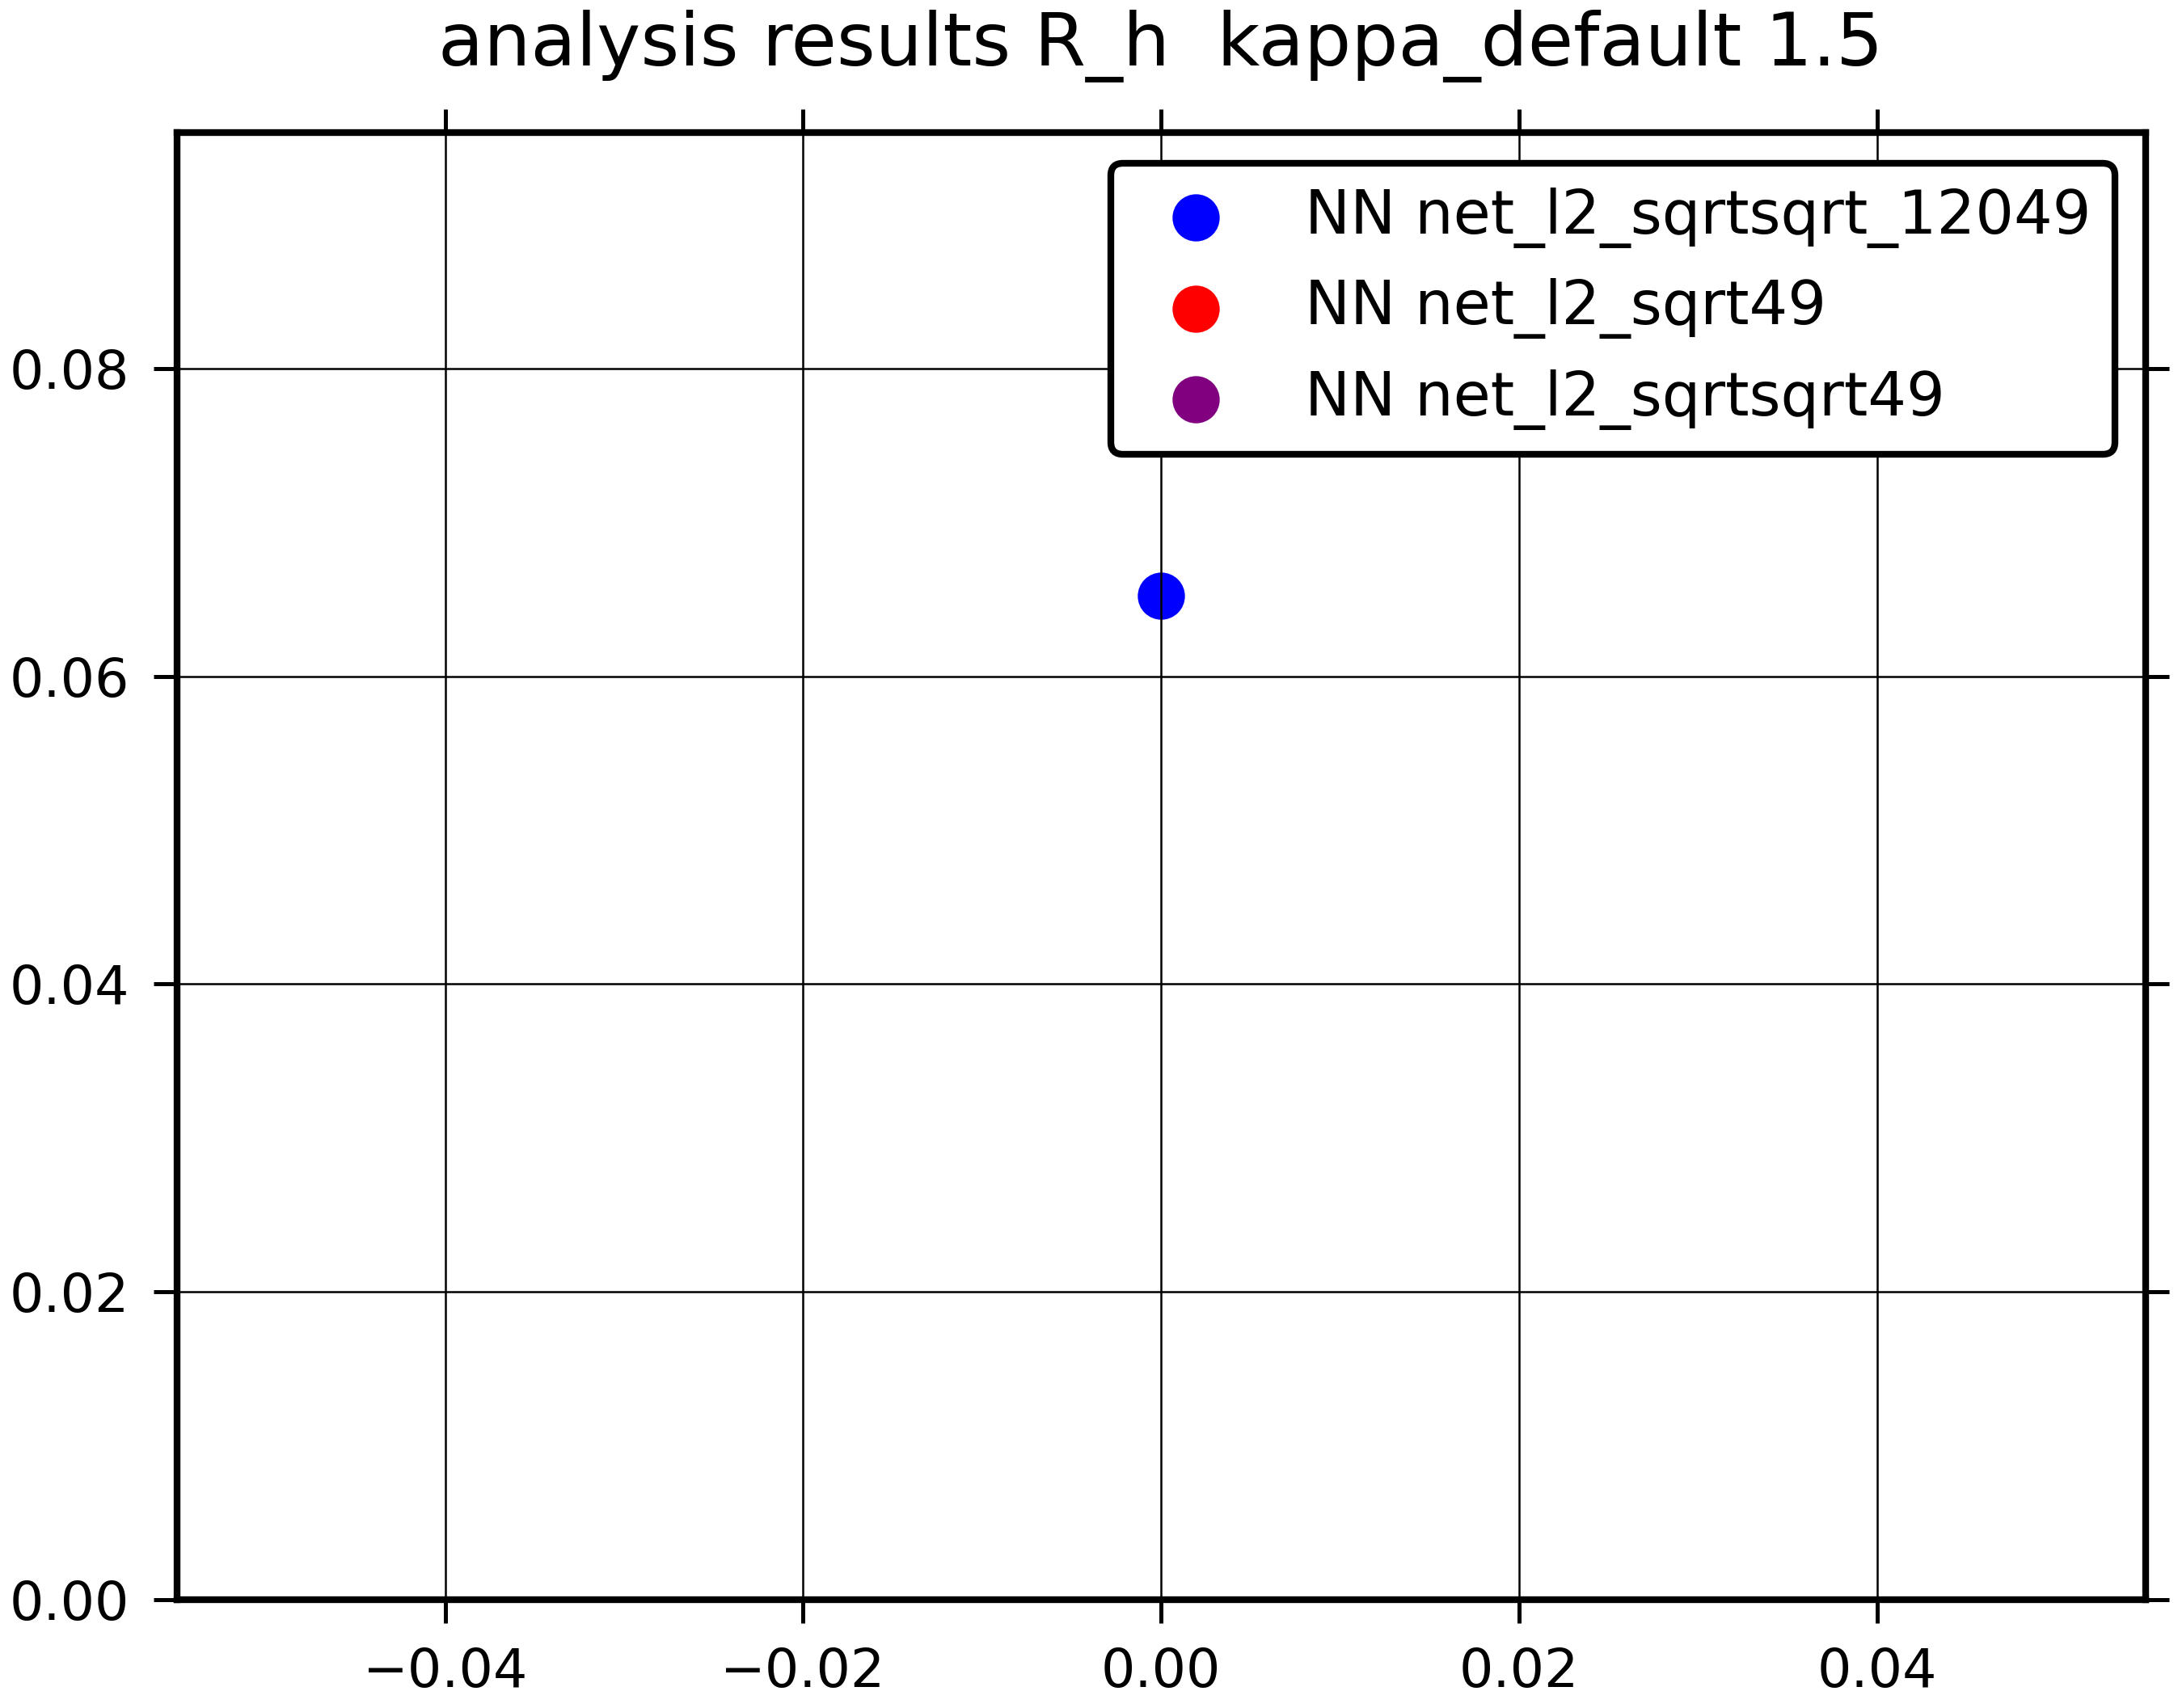 analysis results R_h  kappa_default 1.5
NN net_l2_sqrtsqrt_12049
NN net_l2_sqrt49
NN net_l2_sqrtsqrt49
0.08
0.06
0.04
0.02
0.00
−0.04
−0.02
0.00
0.02
0.04